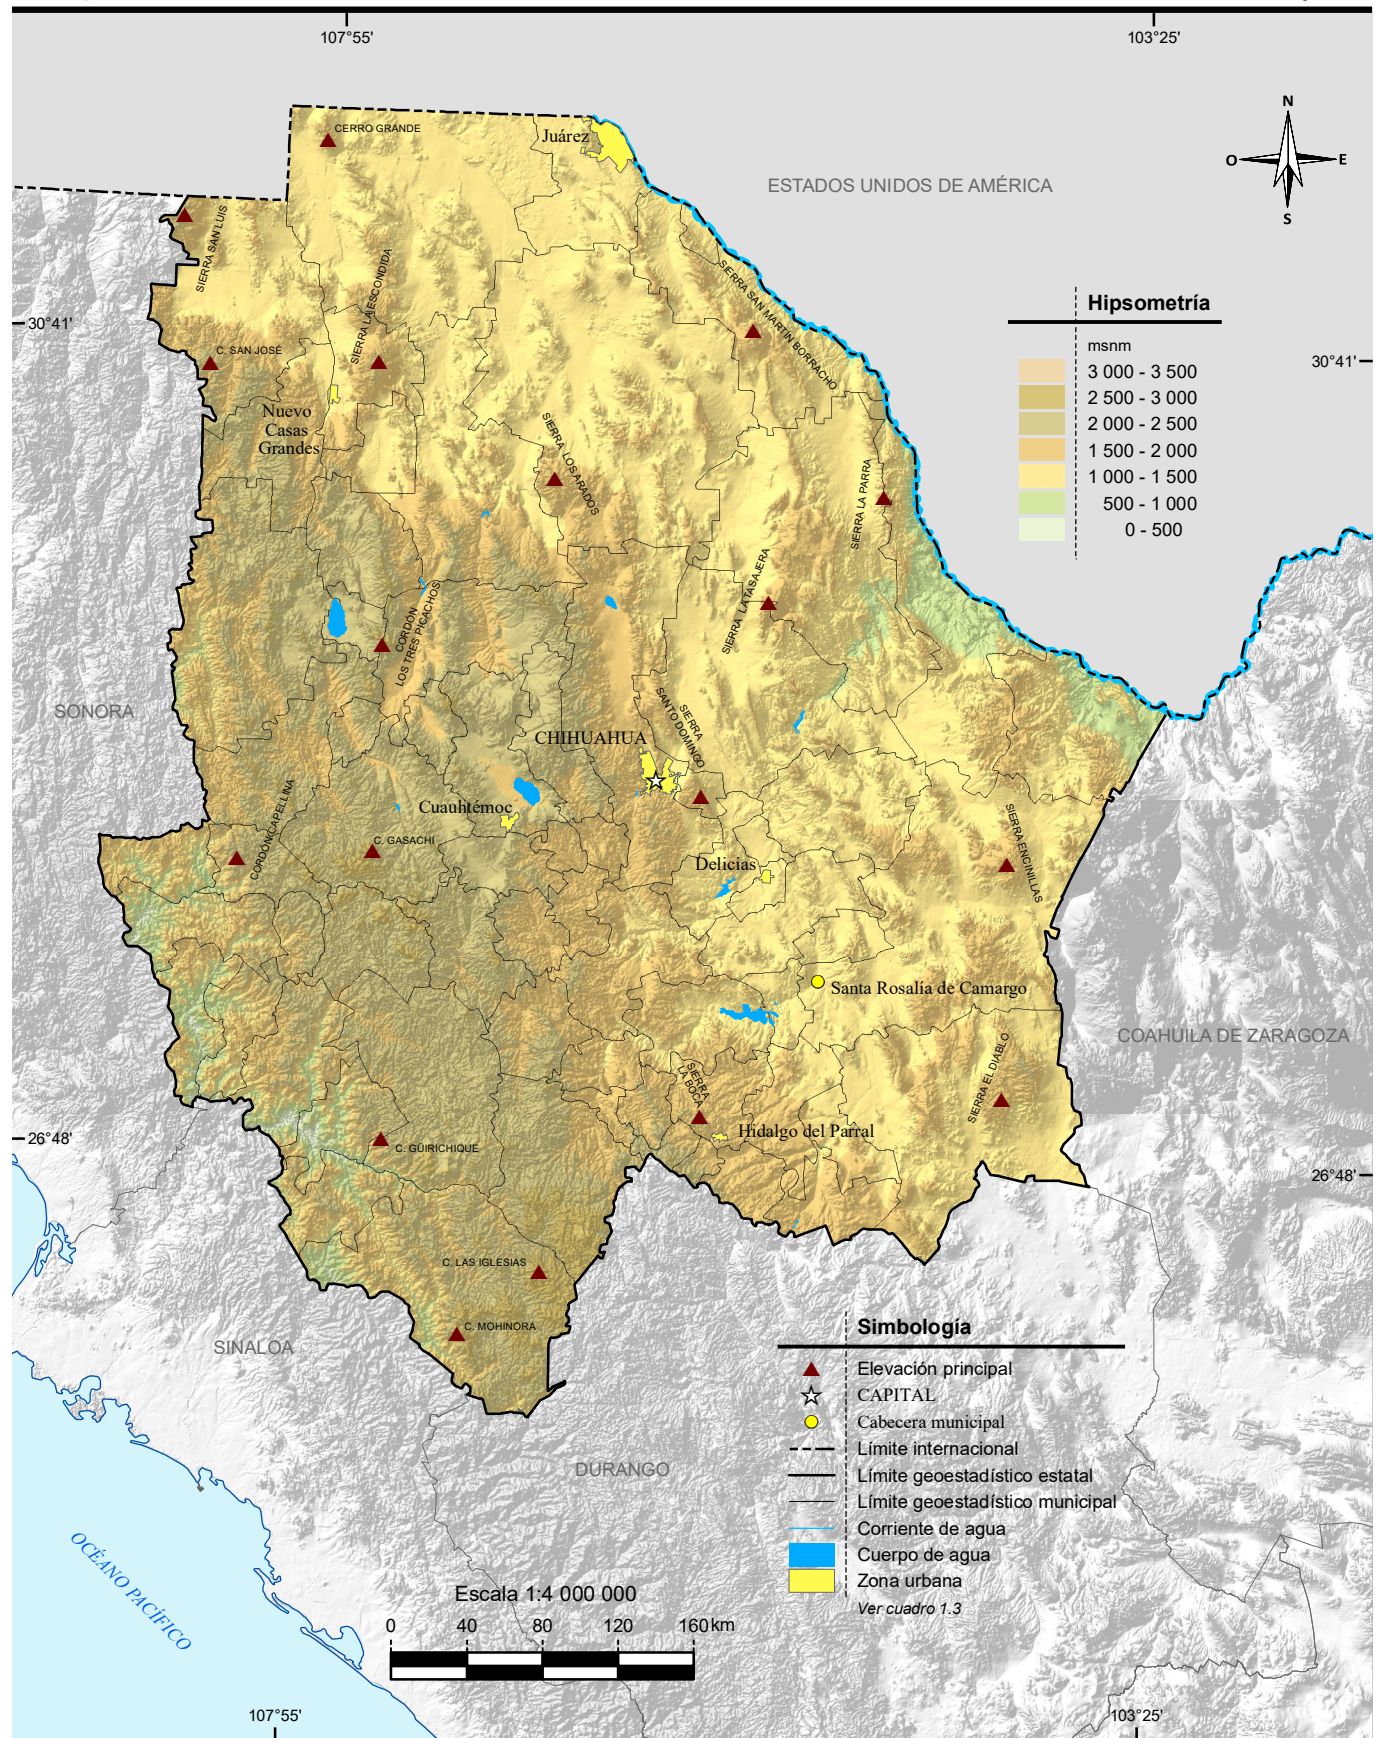 107°55'
103°25'
CERRO GRANDE
Juárez
ESTADOS UNIDOS DE AMÉRICA
N
O
E
S
SIERRA SAN LUIS
SIERRA LA ESCONDIDA
SIERRA SAN MARTÍN BORRACHO
30°41'
30°41'
C. SAN JOSÉ
Hipsometría
msnm
3 000 - 3 500
2 500 - 3 000
2 000 - 2 500
1 500 - 2 000
1 000 - 1 500
500 - 1 000
0 - 500
Nuevo
Casas
Grandes
SIERRA LOS ARADOS
SIERRA LA PARRA
SIERRA LA TASAJERA
CORDÓN
LOS TRES PICACHOS
SONORA
SIERRA
SANTO DOMINGO
CHIHUAHUA
Cuauhtémoc
CORDÓN CAPELLINA
C. GASACHI
Delicias
SIERRA ENCINILLAS
Santa Rosalía de Camargo
COAHUILA DE ZARAGOZA
SIERRA EL DIABLO
SIERRA
LA BOCA
Hidalgo del Parral
26°48'
26°48'
C. GÜIRICHIQUE
C. LAS IGLESIAS
C. MOHINORA
SINALOA
DURANGO
OCÉANO PACÍFICO
Simbología
Elevación principal
CAPITAL
Cabecera municipal
Límite internacional
Límite geoestadístico estatal
Límite geoestadístico municipal
Corriente de agua
Cuerpo de agua
Zona urbana
Ver cuadro 1.3
Escala 1:4 000 000
0 40 80 120 160 km
107°55'
103°25'